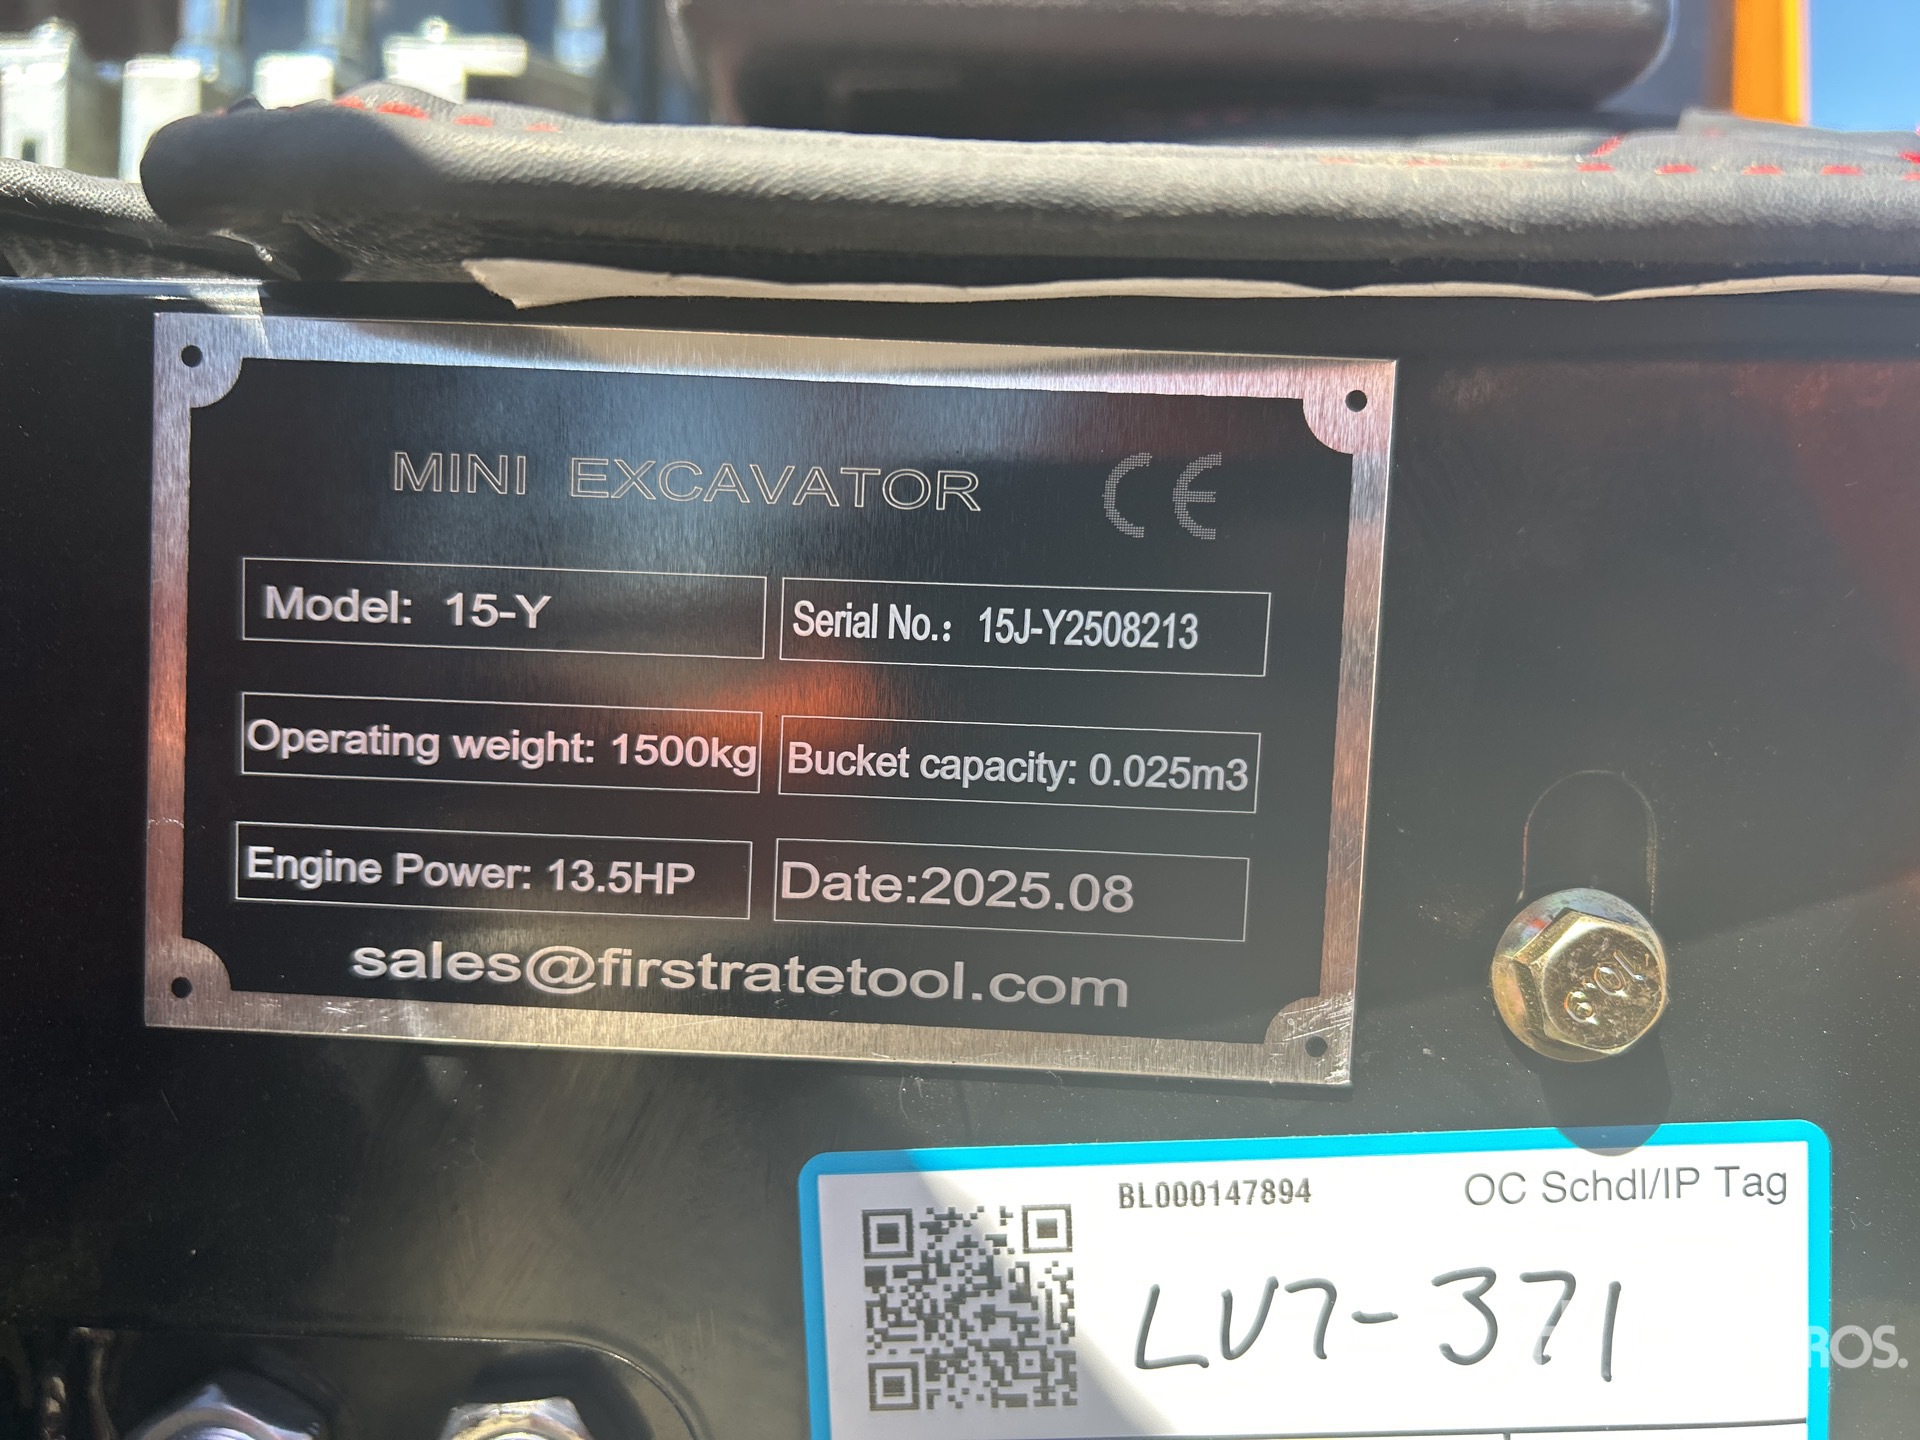 MINI EXCAVATOR CE
Model: 15-Y
Serial No.: 15J-Y2508213
Operating weight: 1500kg
Bucket capacity: 0.025m3
Engine Power: 13.5HP
Date:2025.08
sales@firstratetool.com
10.9
BL000147894
OC Schdl/IP Tag
LV7-371
ROS.